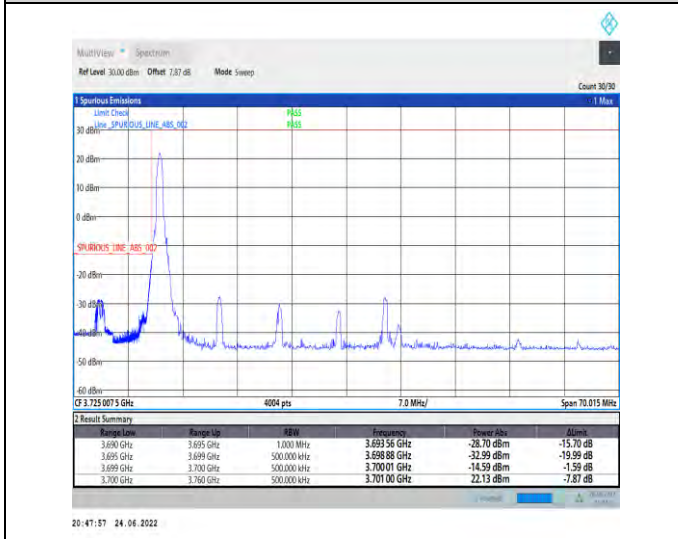 MultiView Spectrum
Ref Level 30.00 dBm Offset 7.87 dB Mode Sweep
Count 30/30
1 Spurious Emissions 1 Max
Limit Check PASS
Line _SPURIOUS_LINE_ABS_002 PASS
30 dBm
20 dBm
10 dBm
0 dBm
_SPURIOUS_LINE_ABS_002
-20 dBm
-30 dBm
-40 dBm
-50 dBm
-60 dBm
CF 3.725 007 5 GHz 4004 pts 7.0 MHz/ Span 70.015 MHz
2 Result Summary
Range Low Range Up RBW Frequency Power Abs ΔLimit
3.690 GHz 3.695 GHz 1.000 MHz 3.693 56 GHz -28.70 dBm -15.70 dB
3.695 GHz 3.699 GHz 500.000 kHz 3.698 88 GHz -32.99 dBm -19.99 dB
3.699 GHz 3.700 GHz 500.000 kHz 3.700 01 GHz -14.59 dBm -1.59 dB
3.700 GHz 3.760 GHz 500.000 kHz 3.701 00 GHz 22.13 dBm -7.87 dB
20:47:57 24.06.2022